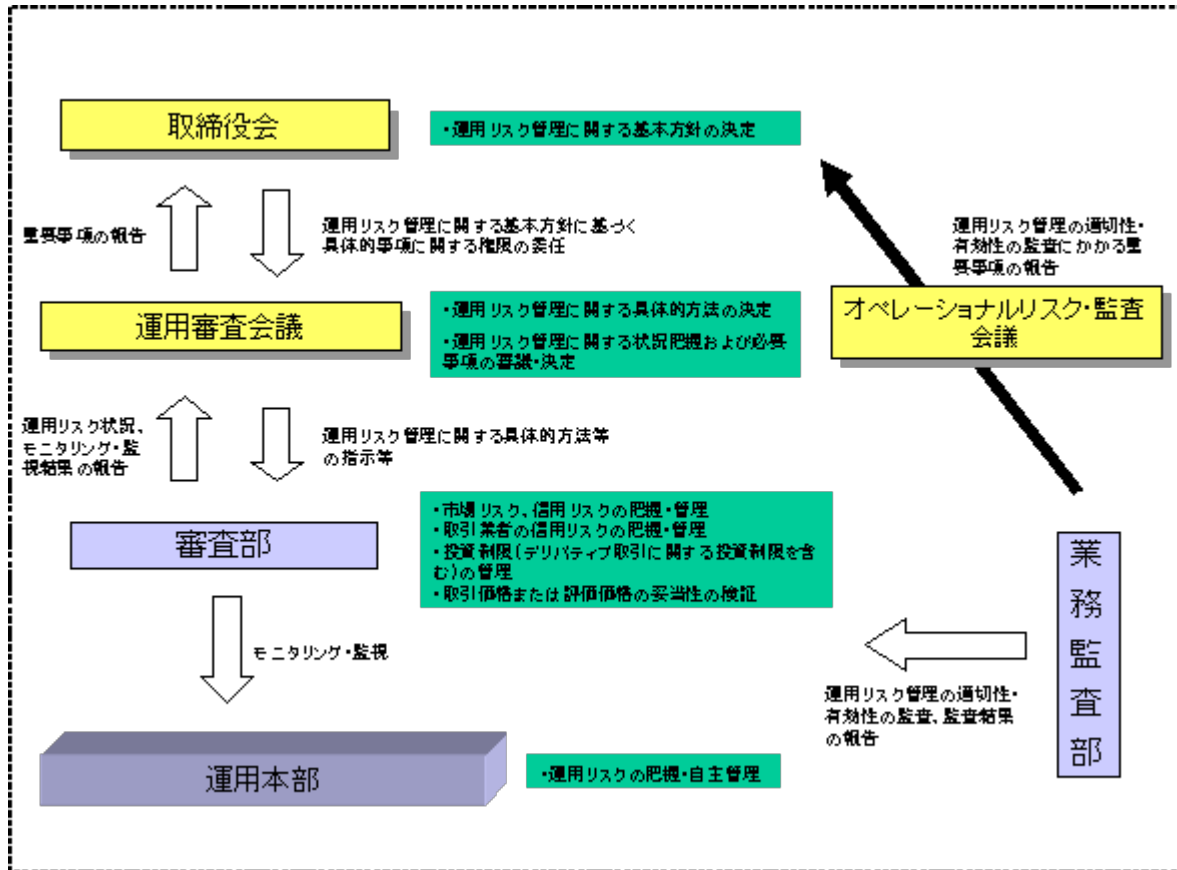 取締役会
・運用リスク管理に関する基本方針の決定
重要事項の報告
運用リスク管理に関する基本方針に基づく
具体的事項に関する権限の委任
運用リスク管理の適切性・
有効性の監査にかかる重
要事項の報告
運用審査会議
・運用リスク管理に関する具体的方法の決定
・運用リスク管理に関する状況把握および必要
事項の審議・決定
オペレーショナルリスク・監査
会議
運用リスク状況、
モニタリング・監
視結果の報告
運用リスク管理に関する具体的方法等
の指示等
審査部
・市場リスク、信用リスクの把握・管理
・取引業者の信用リスクの把握・管理
・投資制限(デリバティブ取引に関する投資制限を含
む)の管理
・取引価格または評価価格の妥当性の検証
業務監査部
モニタリング・監視
運用リスク管理の適切性・
有効性の監査、監査結果
の報告
運用本部
・運用リスクの把握・自主管理